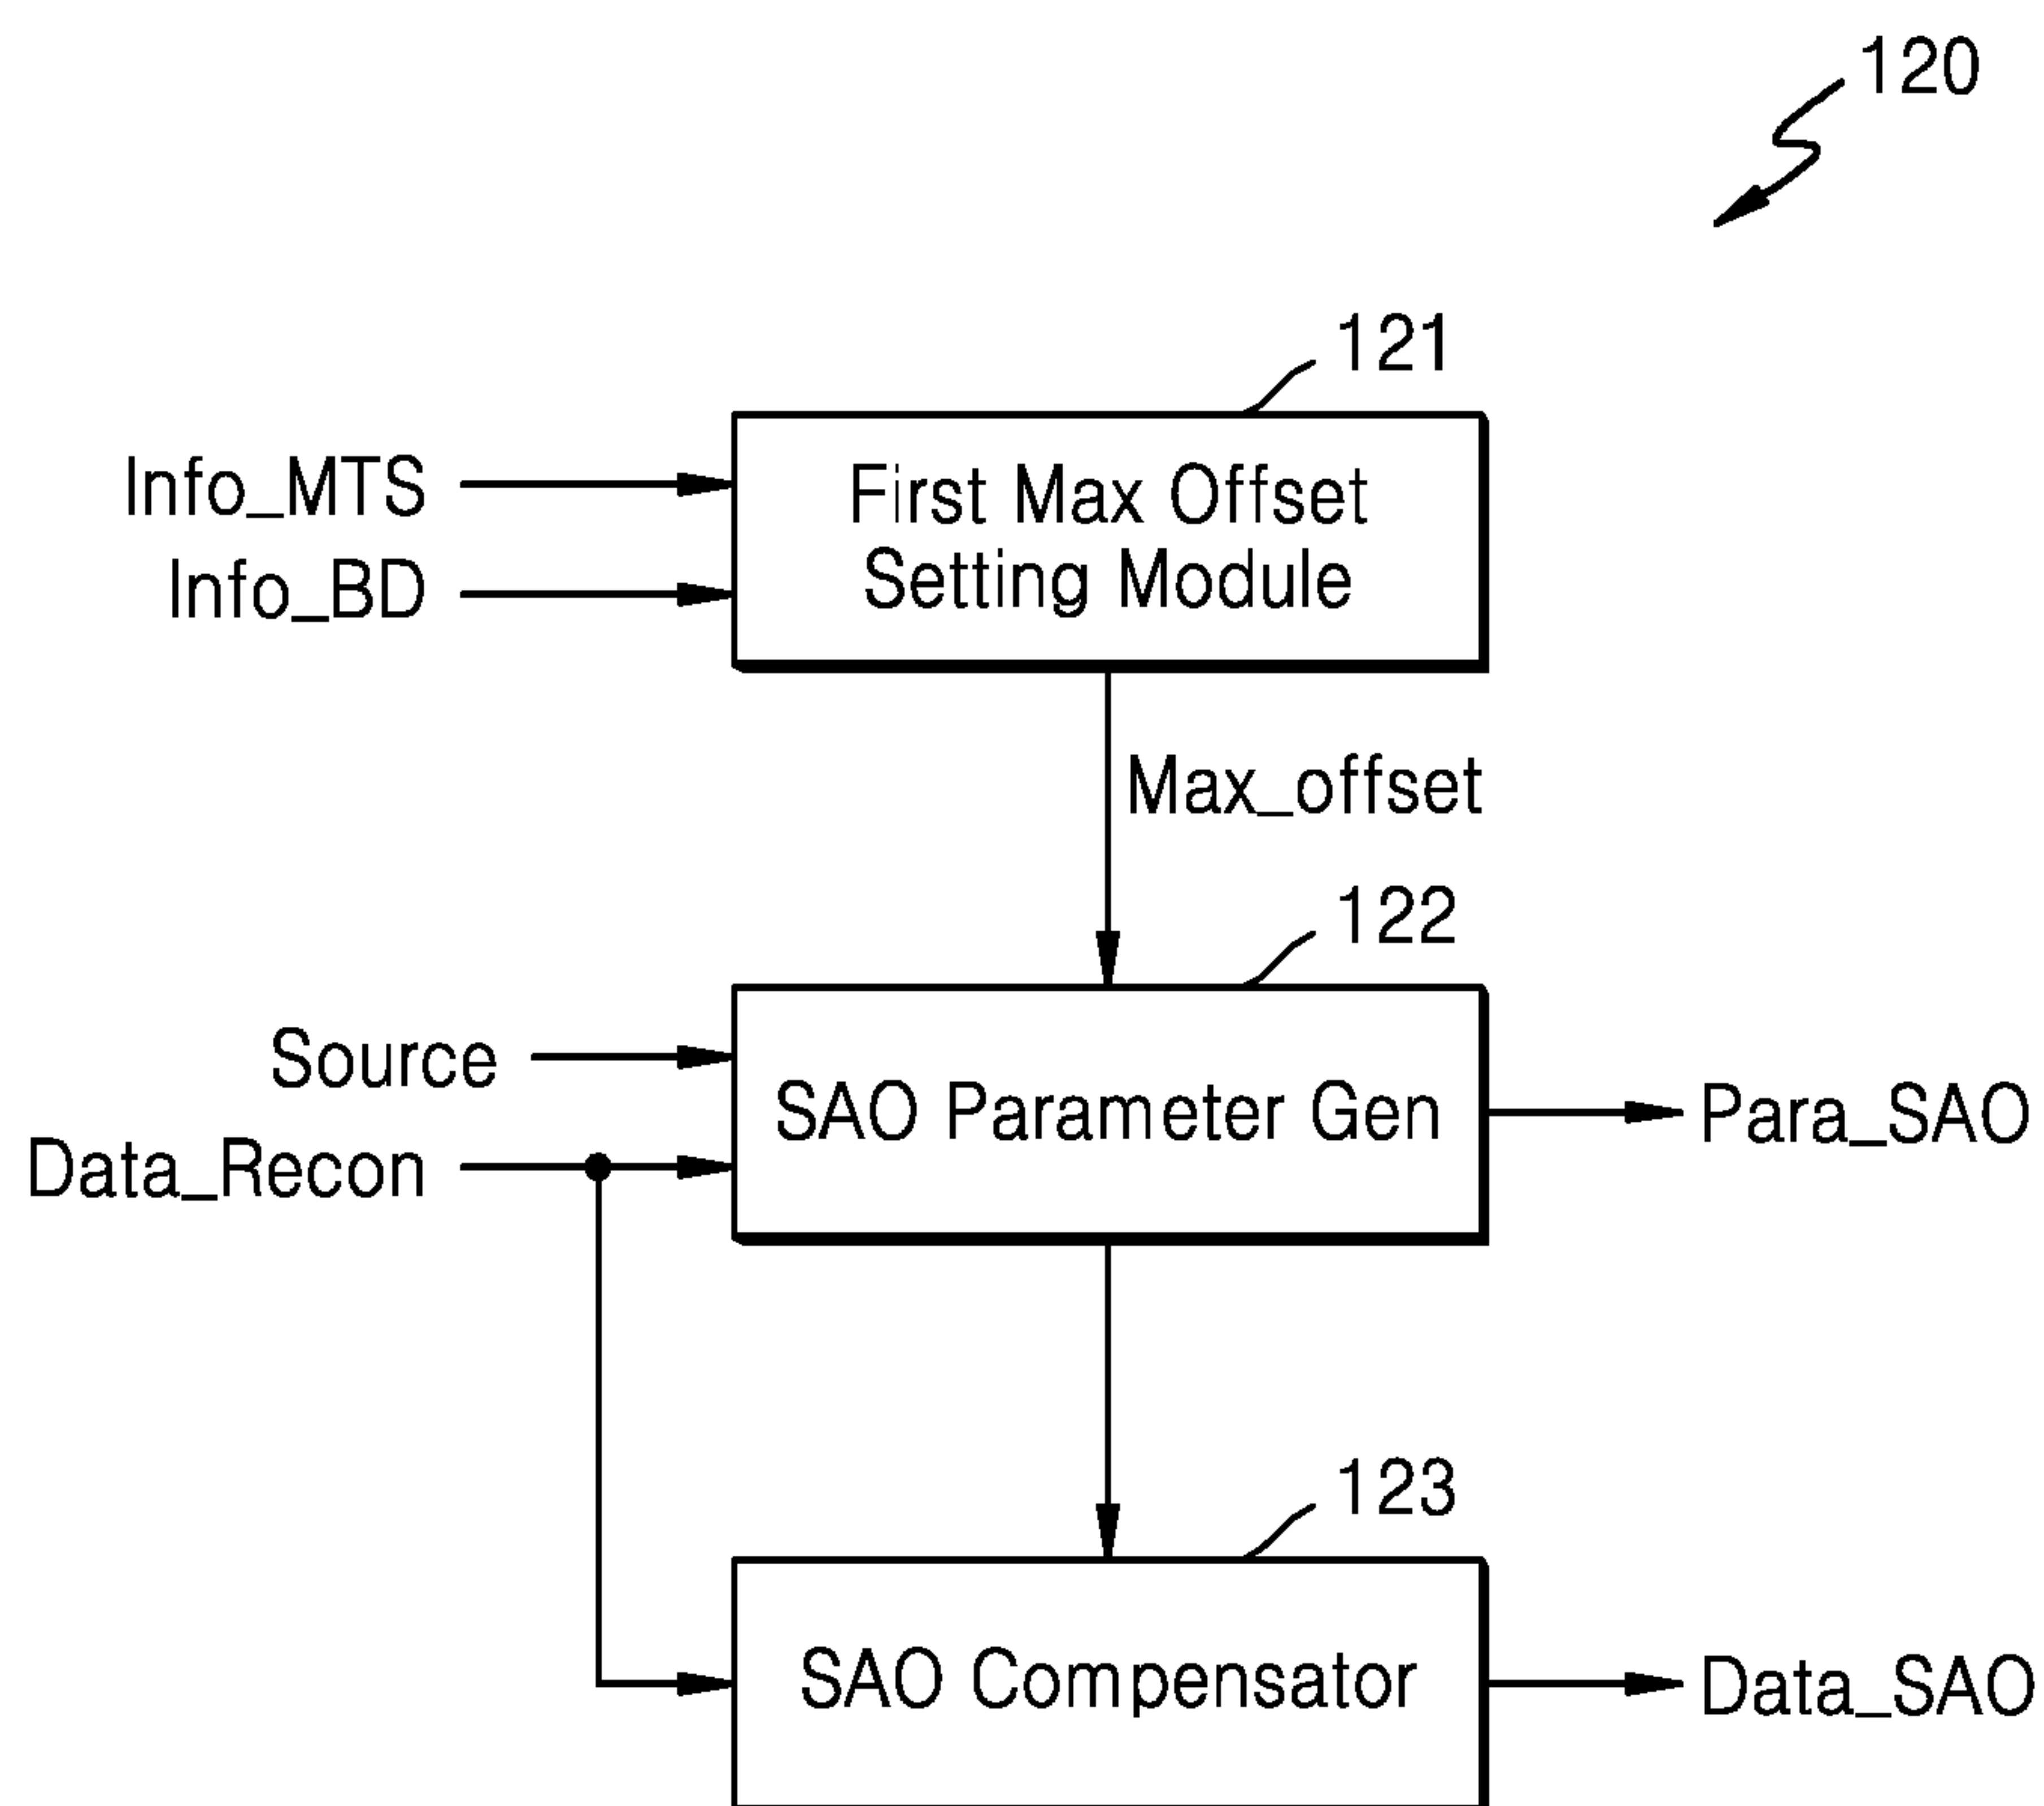 120
121
Info_MTS
Info_BD
First Max Offset
Setting Module
Max_offset
122
Source
Data_Recon
SAO Parameter Gen
Para_SAO
123
SAO Compensator
Data_SAO